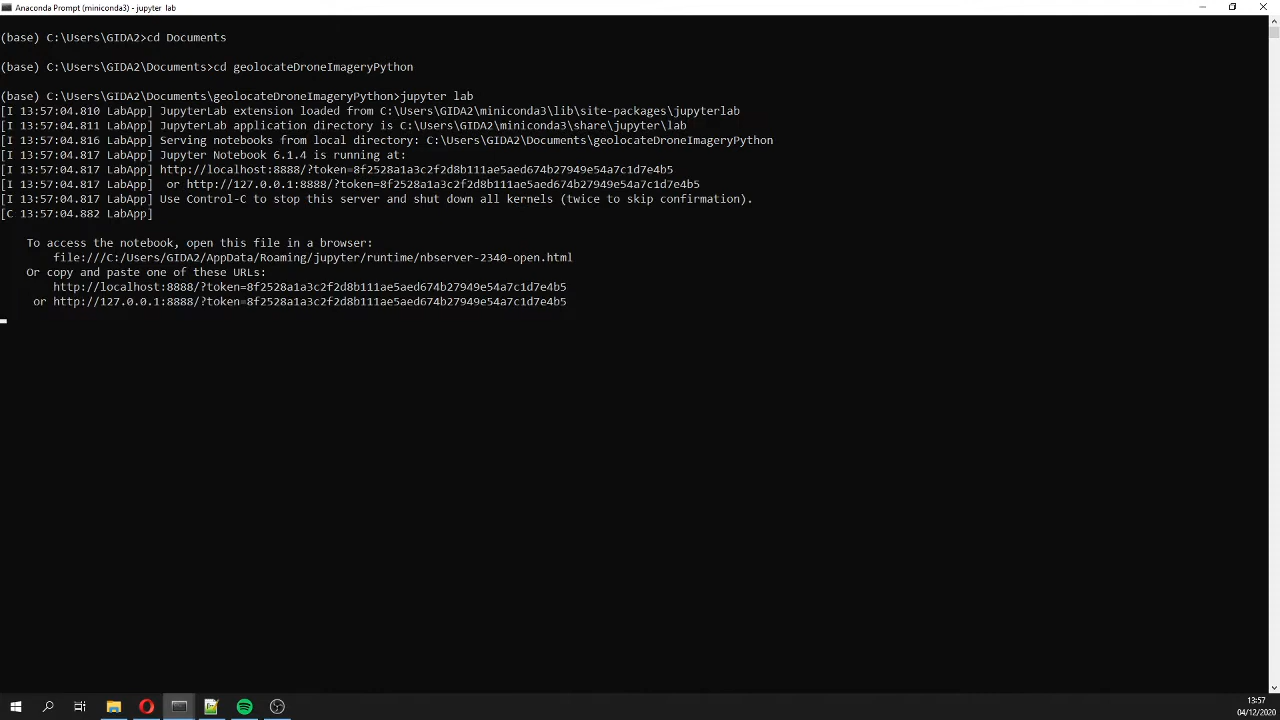 Anaconda Prompt (miniconda3) - jupyter lab
(base) C:\Users\GIDA2>cd Documents
(base) C:\Users\GIDA2\Documents>cd geolocateDroneImageryPython
(base) C:\Users\GIDA2\Documents\geolocateDroneImageryPython>jupyter lab
[I 13:57:04.810 LabApp] JupyterLab extension loaded from C:\Users\GIDA2\miniconda3\lib\site-packages\jupyterlab
[I 13:57:04.811 LabApp] JupyterLab application directory is C:\Users\GIDA2\miniconda3\share\jupyter\lab
[I 13:57:04.816 LabApp] Serving notebooks from local directory: C:\Users\GIDA2\Documents\geolocateDroneImageryPython
[I 13:57:04.817 LabApp] Jupyter Notebook 6.1.4 is running at:
[I 13:57:04.817 LabApp] http://localhost:8888/?token=8f2528a1a3c2f2d8b111ae5aed674b27949e54a7c1d7e4b5
[I 13:57:04.817 LabApp]  or http://127.0.0.1:8888/?token=8f2528a1a3c2f2d8b111ae5aed674b27949e54a7c1d7e4b5
[I 13:57:04.817 LabApp] Use Control-C to stop this server and shut down all kernels (twice to skip confirmation).
[C 13:57:04.882 LabApp]
To access the notebook, open this file in a browser:
file:///C:/Users/GIDA2/AppData/Roaming/jupyter/runtime/nbserver-2340-open.html
Or copy and paste one of these URLs:
http://localhost:8888/?token=8f2528a1a3c2f2d8b111ae5aed674b27949e54a7c1d7e4b5
or http://127.0.0.1:8888/?token=8f2528a1a3c2f2d8b111ae5aed674b27949e54a7c1d7e4b5
13:57
04/12/2020